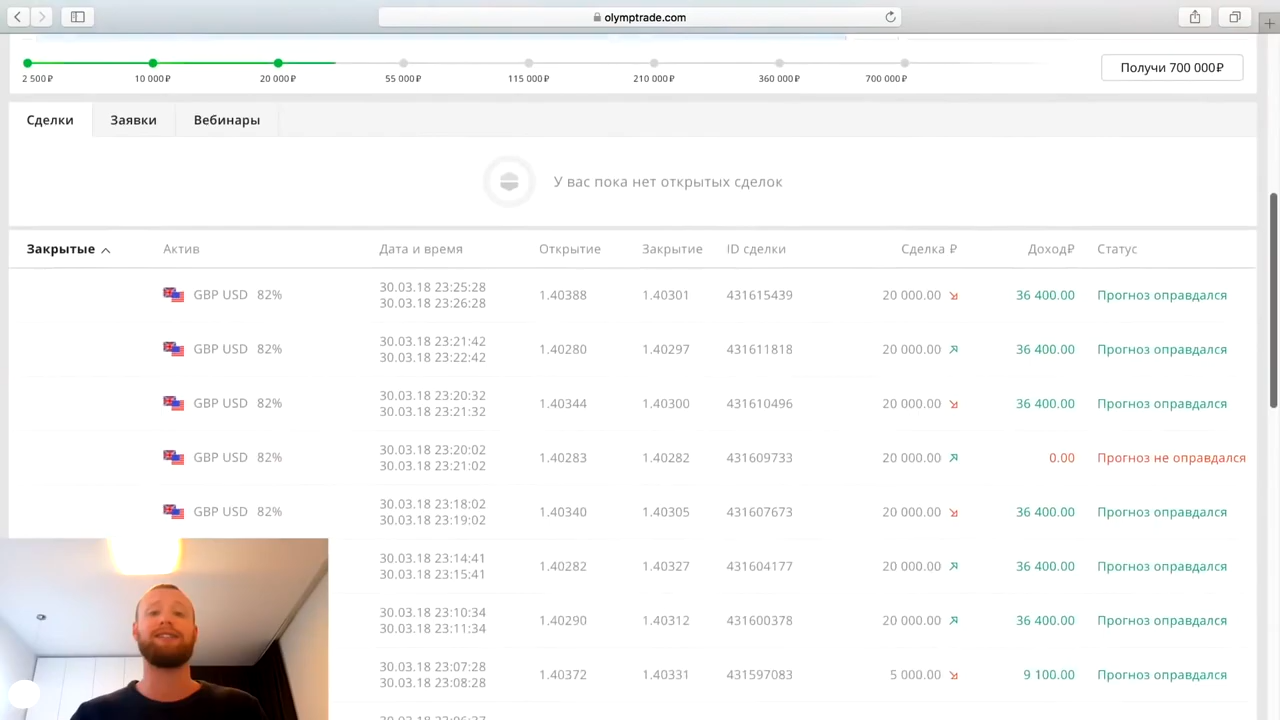 olymptrade.com
2 500₽ 10 000₽ 20 000₽ 55 000₽ 115 000₽ 210 000₽ 360 000₽ 700 000₽
Получи 700 000₽
Сделки Заявки Вебинары
У вас пока нет открытых сделок
Закрытые Актив Дата и время Открытие Закрытие ID сделки Сделка ₽ Доход₽ Статус
30.03.18 23:25:28
GBP USD 82% 1.40388 1.40301 431615439 20 000.00 36 400.00 Прогноз оправдался
30.03.18 23:26:28
30.03.18 23:21:42
GBP USD 82% 1.40280 1.40297 431611818 20 000.00 36 400.00 Прогноз оправдался
30.03.18 23:22:42
30.03.18 23:20:32
GBP USD 82% 1.40344 1.40300 431610496 20 000.00 36 400.00 Прогноз оправдался
30.03.18 23:21:32
30.03.18 23:20:02
GBP USD 82% 1.40283 1.40282 431609733 20 000.00 0.00 Прогноз не оправдался
30.03.18 23:21:02
30.03.18 23:18:02
GBP USD 82% 1.40340 1.40305 431607673 20 000.00 36 400.00 Прогноз оправдался
30.03.18 23:19:02
30.03.18 23:14:41
1.40282 1.40327 431604177 20 000.00 36 400.00 Прогноз оправдался
30.03.18 23:15:41
30.03.18 23:10:34
1.40290 1.40312 431600378 20 000.00 36 400.00 Прогноз оправдался
30.03.18 23:11:34
30.03.18 23:07:28
1.40372 1.40331 431597083 5 000.00 9 100.00 Прогноз оправдался
30.03.18 23:08:28